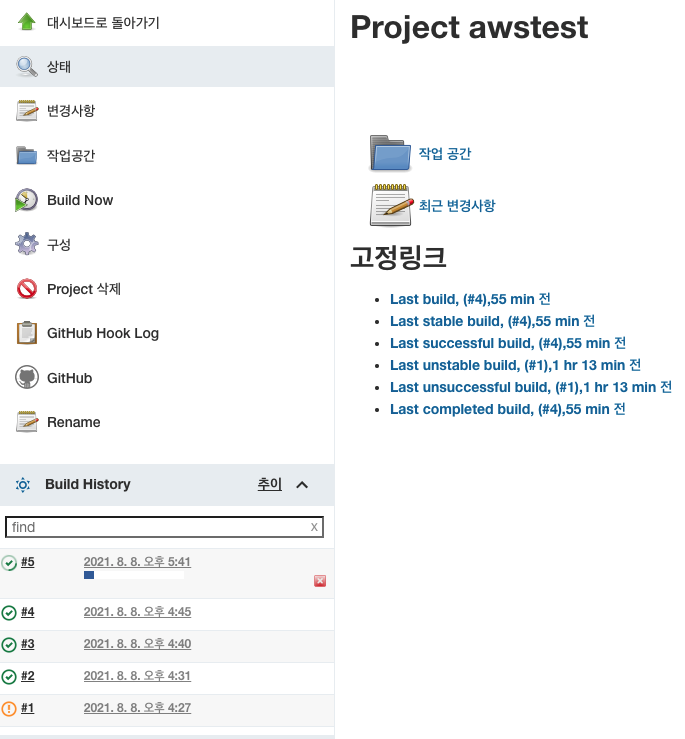 대시보드로 돌아가기
상태
변경사항
작업공간
Build Now
구성
Project 삭제
GitHub Hook Log
GitHub
Rename
Build History 추이
find x
#5 2021. 8. 8. 오후 5:41
#4 2021. 8. 8. 오후 4:45
#3 2021. 8. 8. 오후 4:40
#2 2021. 8. 8. 오후 4:31
#1 2021. 8. 8. 오후 4:27
Project awstest
작업 공간
최근 변경사항
고정링크
Last build, (#4),55 min 전
Last stable build, (#4),55 min 전
Last successful build, (#4),55 min 전
Last unstable build, (#1),1 hr 13 min 전
Last unsuccessful build, (#1),1 hr 13 min 전
Last completed build, (#4),55 min 전